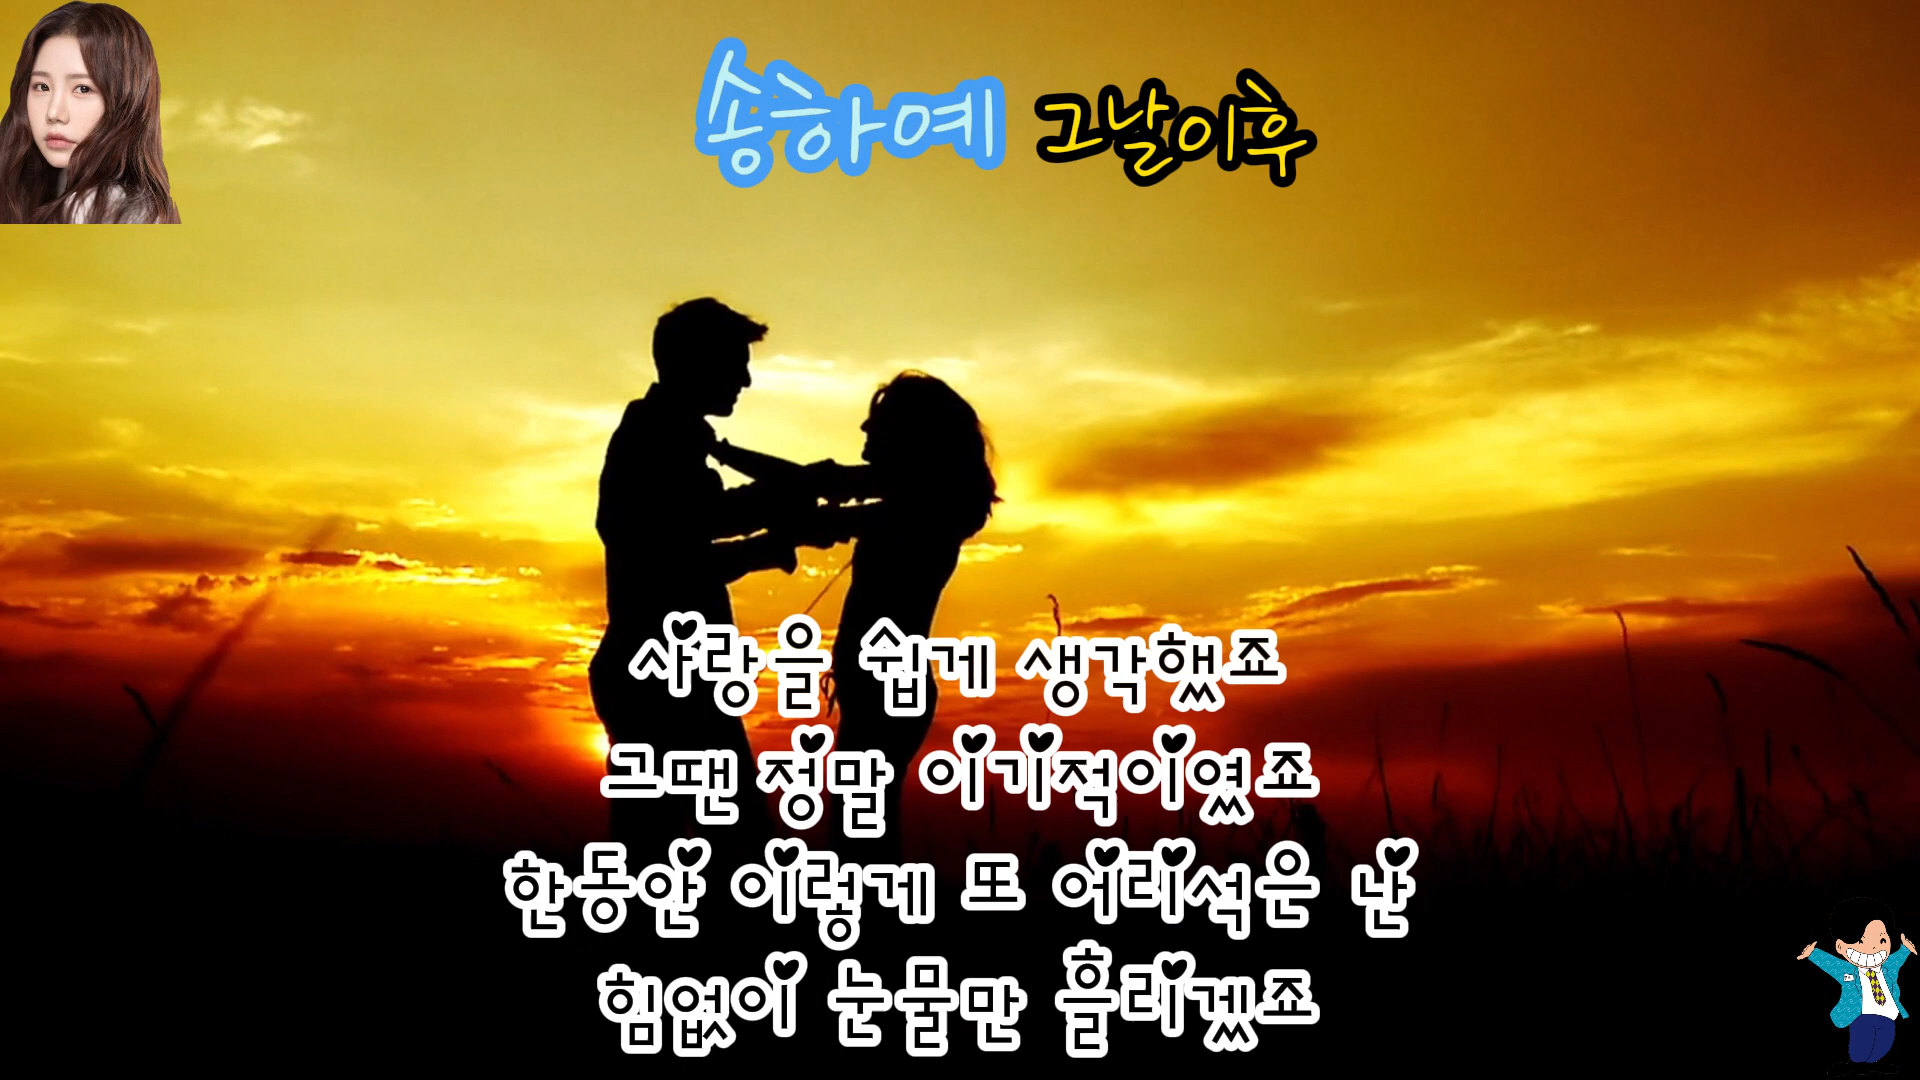 송하예 그날이후
사랑을 쉽게 생각했죠
그땐 정말 이기적이였죠
한동안 이렇게 또 어리석은 난
힘없이 눈물만 흘리겠죠